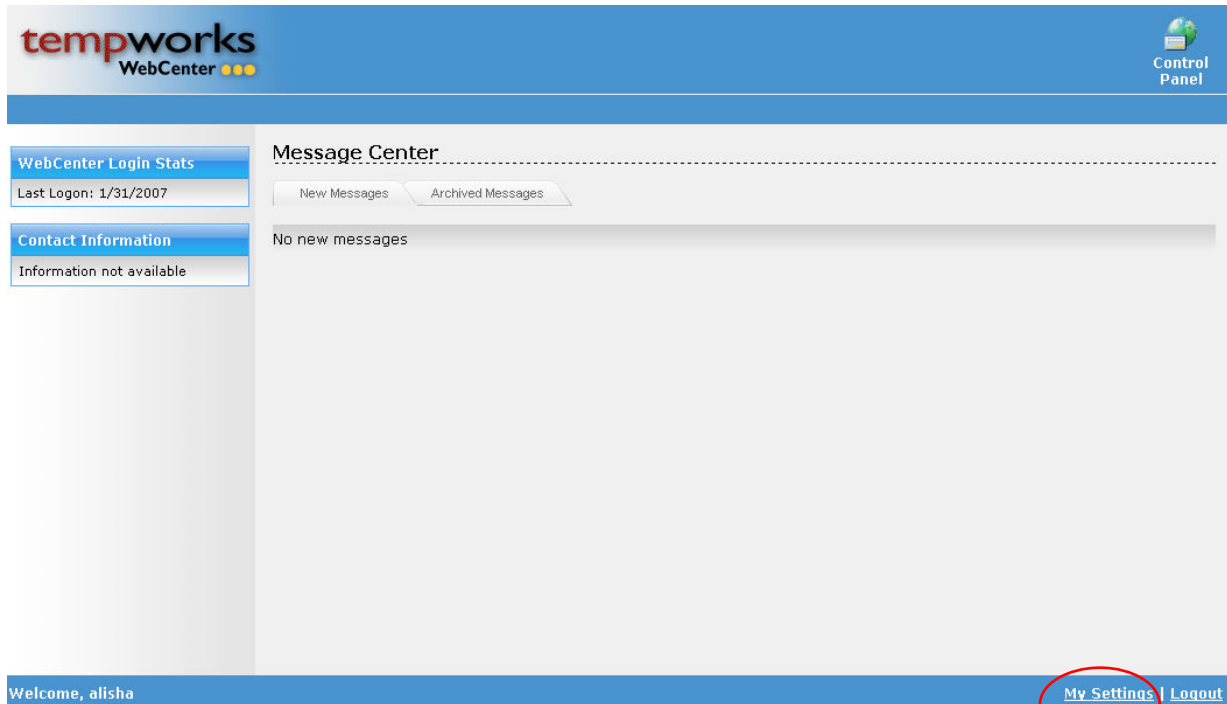 tempworks
WebCenter
Control
Panel
WebCenter Login Stats
Last Logon: 1/31/2007
Contact Information
Information not available
Message Center
New Messages Archived Messages
No new messages
Welcome, alisha
My Settings | Logout